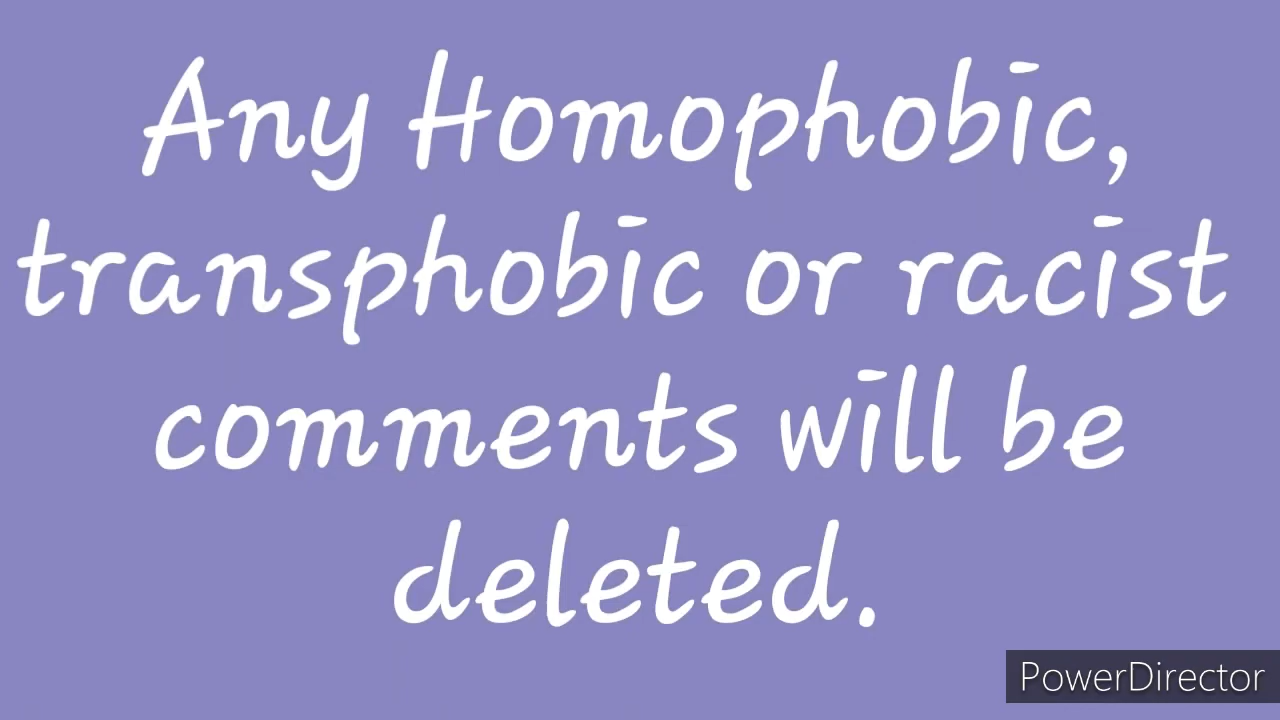 Any Homophobic,
transphobic or racist
comments will be
deleted.
PowerDirector